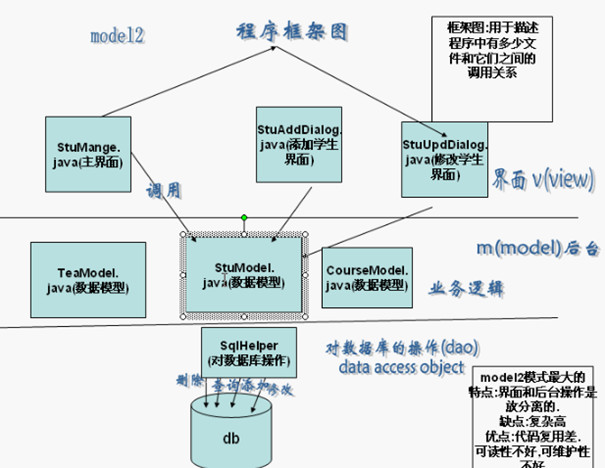 model2
程序框架图
框架图:用于描述
程序中有多少文
件和它们之间的
调用关系
StuMange.
java(主界面)
StuAddDialog.
java(添加学生
界面)
StuUpdDialog.
java(修改学生
界面)
调用
界面 v(view)
m(model)后台
TeaModel.
java(数据模型)
StuModel.
java(数据模型)
CourseModel.
java(数据模型)
业务逻辑
SqlHelper
(对数据库操作)
对数据库的操作(dao)
data access object
删除 查询 添加 修改
db
model2模式最大的
特点:界面和后台操作是
放分离的.
缺点:复杂高
优点:代码复用差.
可读性不好,可维护性
不好